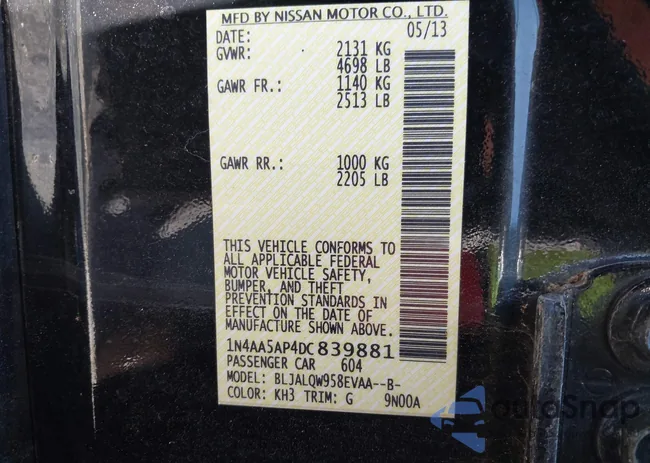 MFD BY NISSAN MOTOR CO., LTD.
DATE: 05/13
GVWR: 2131 KG
4698 LB
GAWR FR.: 1140 KG
2513 LB
GAWR RR.: 1000 KG
2205 LB
THIS VEHICLE CONFORMS TO
ALL APPLICABLE FEDERAL
MOTOR VEHICLE SAFETY,
BUMPER, AND THEFT
PREVENTION STANDARDS IN
EFFECT ON THE DATE OF
MANUFACTURE SHOWN ABOVE.
1N4AA5AP4DC839881
PASSENGER CAR 604
MODEL: BLJALQW958EVAA--B-
COLOR: KH3 TRIM: G 9N00A
autoSnap